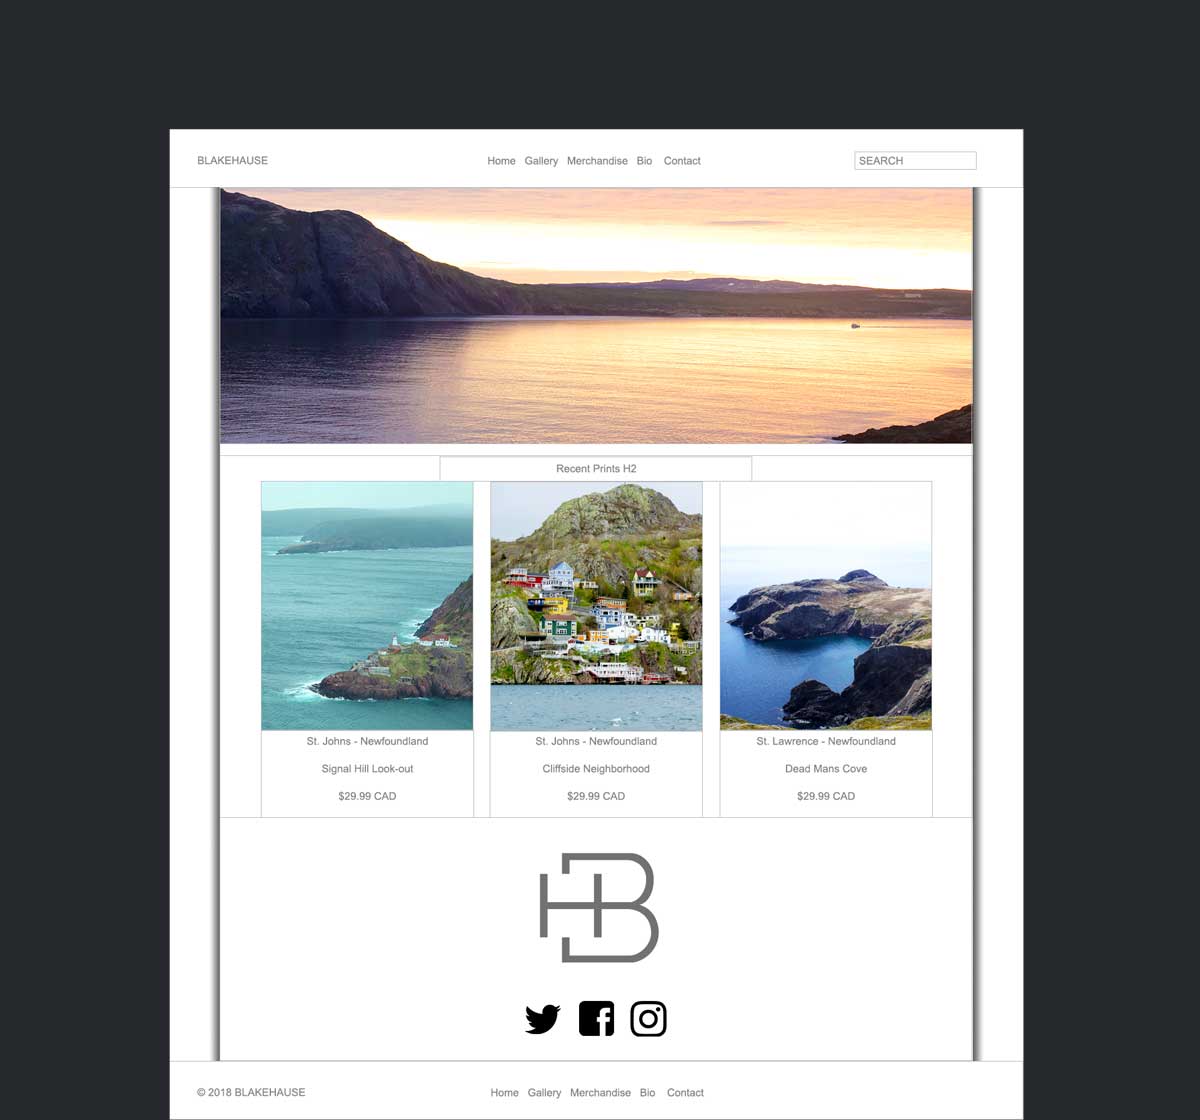 BLAKEHAUSE Home Gallery Merchandise Bio Contact SEARCH
Recent Prints H2
St. Johns - Newfoundland
Signal Hill Look-out
$29.99 CAD
St. Johns - Newfoundland
Cliffside Neighborhood
$29.99 CAD
St. Lawrence - Newfoundland
Dead Mans Cove
$29.99 CAD
HB
© 2018 BLAKEHAUSE Home Gallery Merchandise Bio Contact